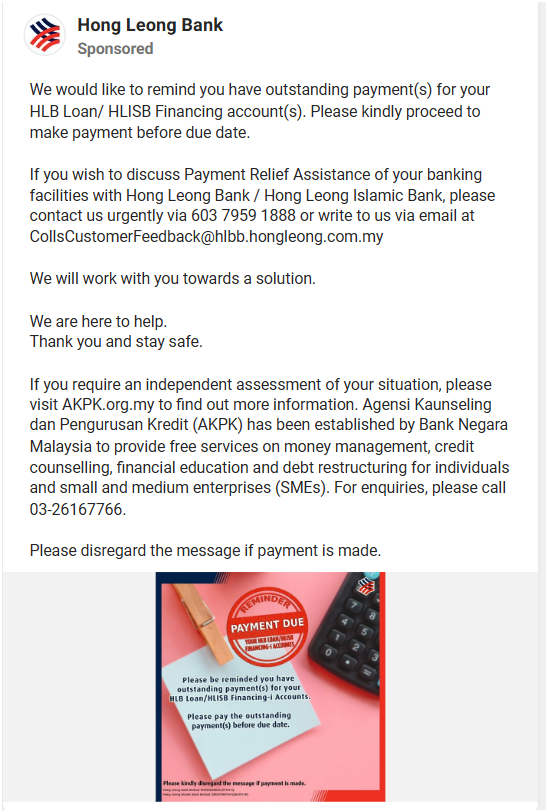 Hong Leong Bank
Sponsored
We would like to remind you have outstanding payment(s) for your
HLB Loan/ HLISB Financing account(s). Please kindly proceed to
make payment before due date.
If you wish to discuss Payment Relief Assistance of your banking
facilities with Hong Leong Bank / Hong Leong Islamic Bank, please
contact us urgently via 603 7959 1888 or write to us via email at
CollsCustomerFeedback@hlbb.hongleong.com.my
We will work with you towards a solution.
We are here to help.
Thank you and stay safe.
If you require an independent assessment of your situation, please
visit AKPK.org.my to find out more information. Agensi Kaunseling
dan Pengurusan Kredit (AKPK) has been established by Bank Negara
Malaysia to provide free services on money management, credit
counselling, financial education and debt restructuring for individuals
and small and medium enterprises (SMEs). For enquiries, please call
03-26167766.
Please disregard the message if payment is made.
REMINDER
PAYMENT DUE
YOUR HLB LOAN/HLISB
FINANCING-i ACCOUNTS
7 8
4 5
1 2 3
0 • =
Please be reminded you have
outstanding payment(s) for your
HLB Loan/HLISB Financing-i Accounts.
Please pay the outstanding
payment(s) before due date.
Please kindly disregard the message if payment is made.